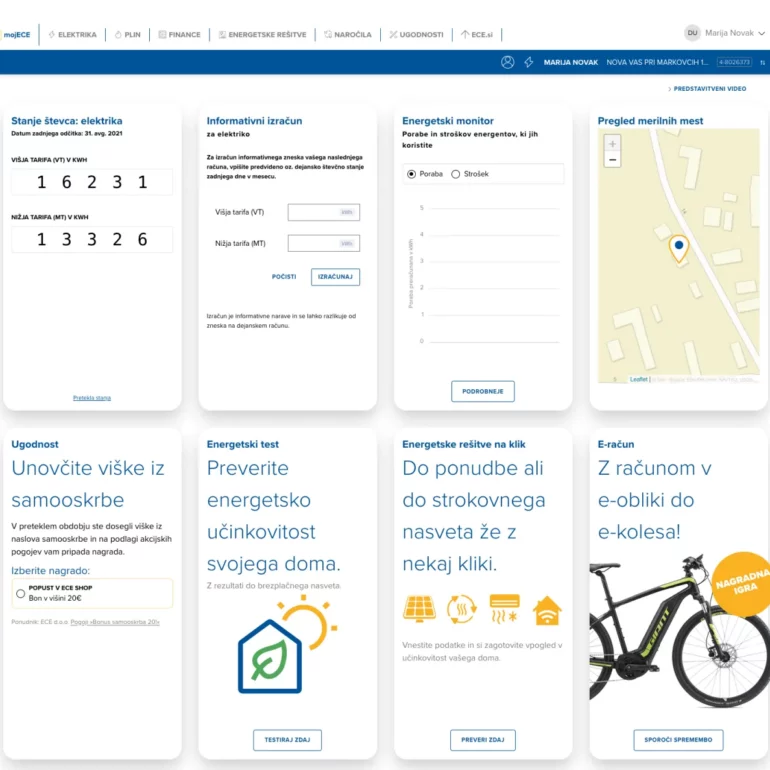 mojECE
ELEKTRIKA
PLIN
FINANCE
ENERGETSKE REŠITVE
NAROČILA
UGODNOSTI
ECE.si
DU
Marija Novak
MARIJA NOVAK
NOVA VAS PRI MARKOVCIH 1...
4-8026373
PREDSTAVITVENI VIDEO
Stanje števca: elektrika
Datum zadnjega odčitka: 31. avg. 2021
VIŠJA TARIFA (VT) V KWH
1 6 2 3 1
NIŽJA TARIFA (MT) V KWH
1 3 3 2 6
Pretekla stanja
Informativni izračun
za elektriko
Za izračun informativnega zneska vašega naslednjega
računa, vpišite predvideno oz. dejansko števčno stanje
zadnjega dne v mesecu.
Višja tarifa (VT)
kWh
Nižja tarifa (MT)
kWh
POČISTI
IZRAČUNAJ
Izračun je informativne narave in se lahko razlikuje od
zneska na dejanskem računu.
Energetski monitor
Porabe in stroškov energentov, ki jih
koristite
Poraba
Strošek
Poraba preračunana v kWh
5
4
3
2
1
0
PODROBNEJE
Pregled merilnih mest
+
−
Leaflet |
Ugodnost
Unovčite viške iz
samooskrbe
V preteklem obdobju ste dosegli viške iz
naslova samooskrbe in na podlagi akcijskih
pogojev vam pripada nagrada.
Izberite nagrado:
POPUST V ECE SHOP
Bon v višini 20€
Ponudnik: ECE d.o.o. Pogoji »Bonus samooskrba 20!«
Energetski test
Preverite
energetsko
učinkovitost
svojega doma.
Z rezultati do brezplačnega nasveta.
TESTIRAJ ZDAJ
Energetske rešitve na klik
Do ponudbe ali
do strokovnega
nasveta že z
nekaj kliki.
Vnestite podatke in si zagotovite vpogled v
učinkovitost vašega doma.
PREVERI ZDAJ
E-račun
Z računom v
e-obliki do
e-kolesa!
NAGRADNA
IGRA
GIANT
SPOROČI SPREMEMBO